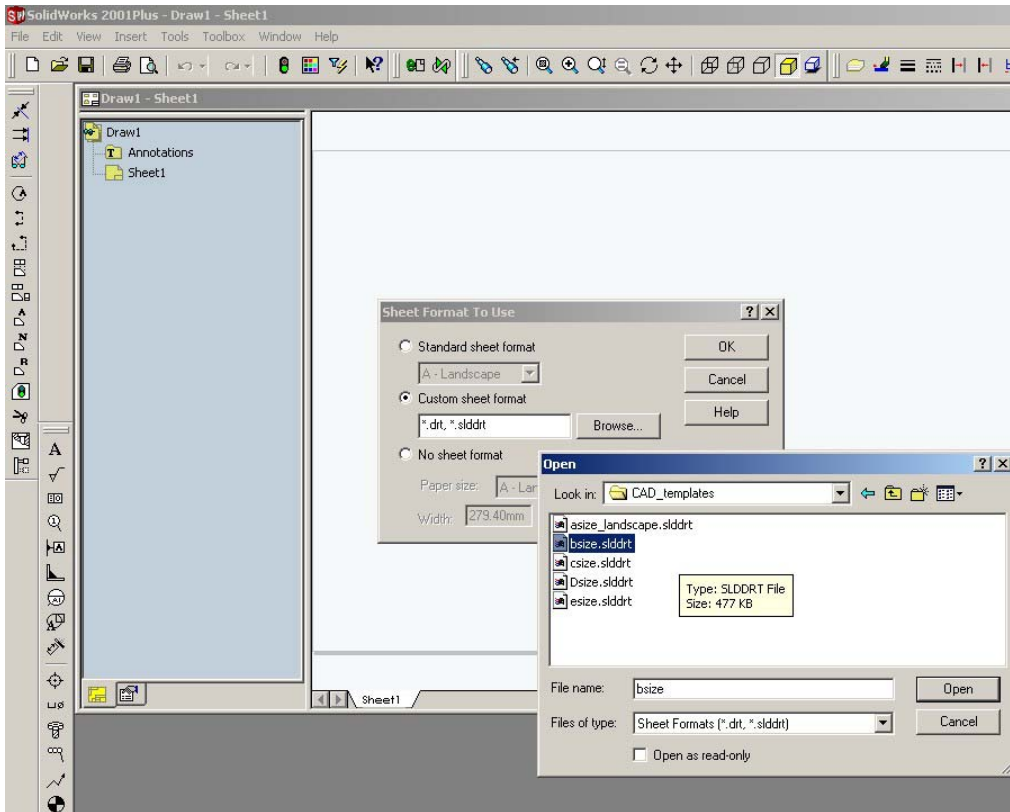 SolidWorks 2001Plus - Draw1 - Sheet1
File Edit View Insert Tools Toolbox Window Help
Draw1 - Sheet1
Draw1
Annotations
Sheet1
Sheet Format To Use
Standard sheet format
A - Landscape
Custom sheet format
*.drt, *.slddrt
Browse...
No sheet format
Paper size: A - Lan
Width: 279.40mm
OK
Cancel
Help
Open
Look in: CAD_templates
asize_landscape.slddrt
bsize.slddrt
csize.slddrt
Dsize.slddrt
esize.slddrt
Type: SLDDRT File
Size: 477 KB
File name: bsize
Open
Files of type: Sheet Formats (*.drt, *.slddrt)
Cancel
Open as read-only
Sheet1